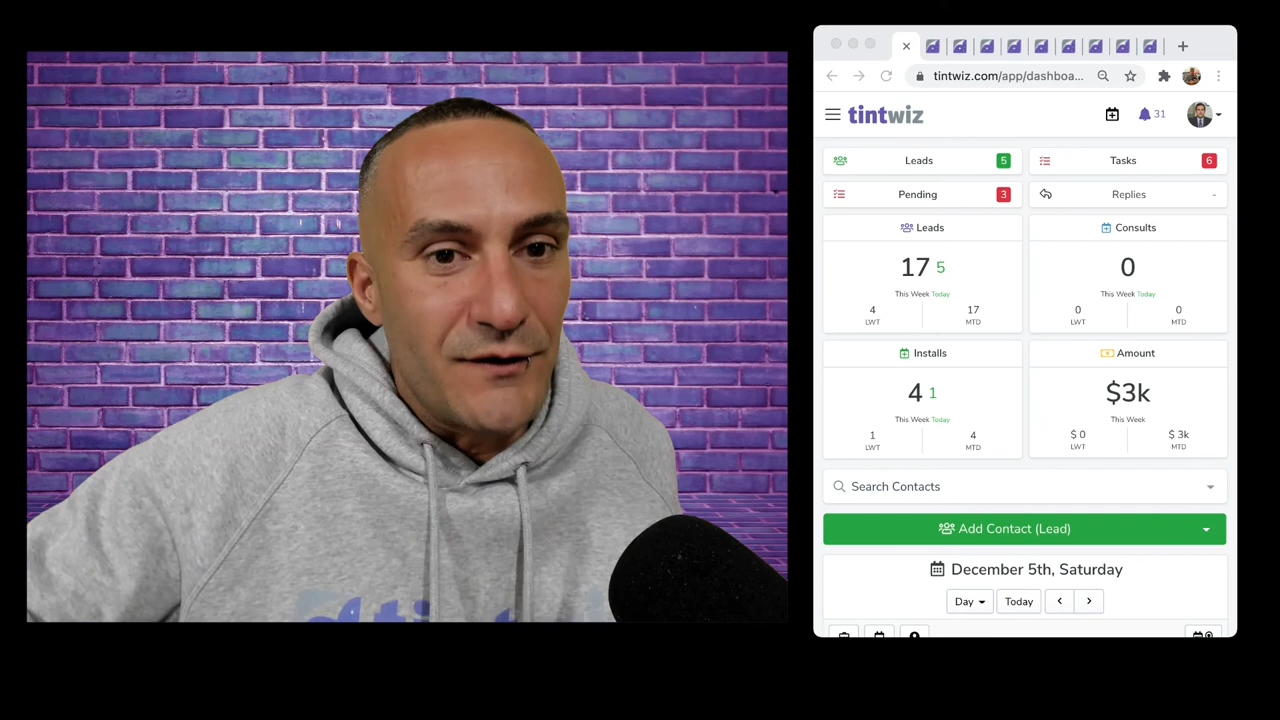 tintwiz.com/app/dashboa...
tintwiz
31
Leads 5
Tasks 6
Pending 3
Replies -
Leads
17 5
This Week Today
4 17
LWT MTD
Consults
0
This Week Today
0 0
LWT MTD
Installs
4 1
This Week Today
1 4
LWT MTD
Amount
$3k
This Week
$ 0 $ 3k
LWT MTD
Search Contacts
Add Contact (Lead)
December 5th, Saturday
Day Today